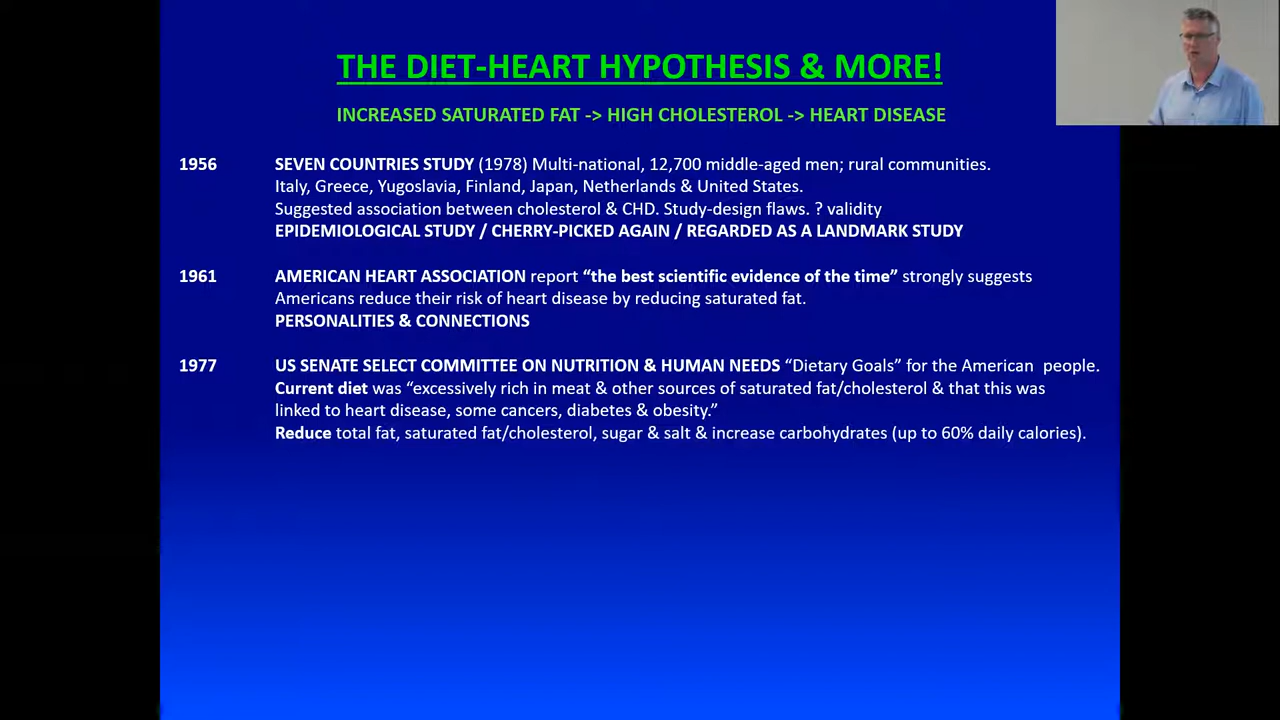 THE DIET-HEART HYPOTHESIS & MORE!
INCREASED SATURATED FAT -> HIGH CHOLESTEROL -> HEART DISEASE
1956 SEVEN COUNTRIES STUDY (1978) Multi-national, 12,700 middle-aged men; rural communities.
Italy, Greece, Yugoslavia, Finland, Japan, Netherlands & United States.
Suggested association between cholesterol & CHD. Study-design flaws. ? validity
EPIDEMIOLOGICAL STUDY / CHERRY-PICKED AGAIN / REGARDED AS A LANDMARK STUDY
1961 AMERICAN HEART ASSOCIATION report “the best scientific evidence of the time” strongly suggests
Americans reduce their risk of heart disease by reducing saturated fat.
PERSONALITIES & CONNECTIONS
1977 US SENATE SELECT COMMITTEE ON NUTRITION & HUMAN NEEDS “Dietary Goals” for the American people.
Current diet was “excessively rich in meat & other sources of saturated fat/cholesterol & that this was
linked to heart disease, some cancers, diabetes & obesity.”
Reduce total fat, saturated fat/cholesterol, sugar & salt & increase carbohydrates (up to 60% daily calories).